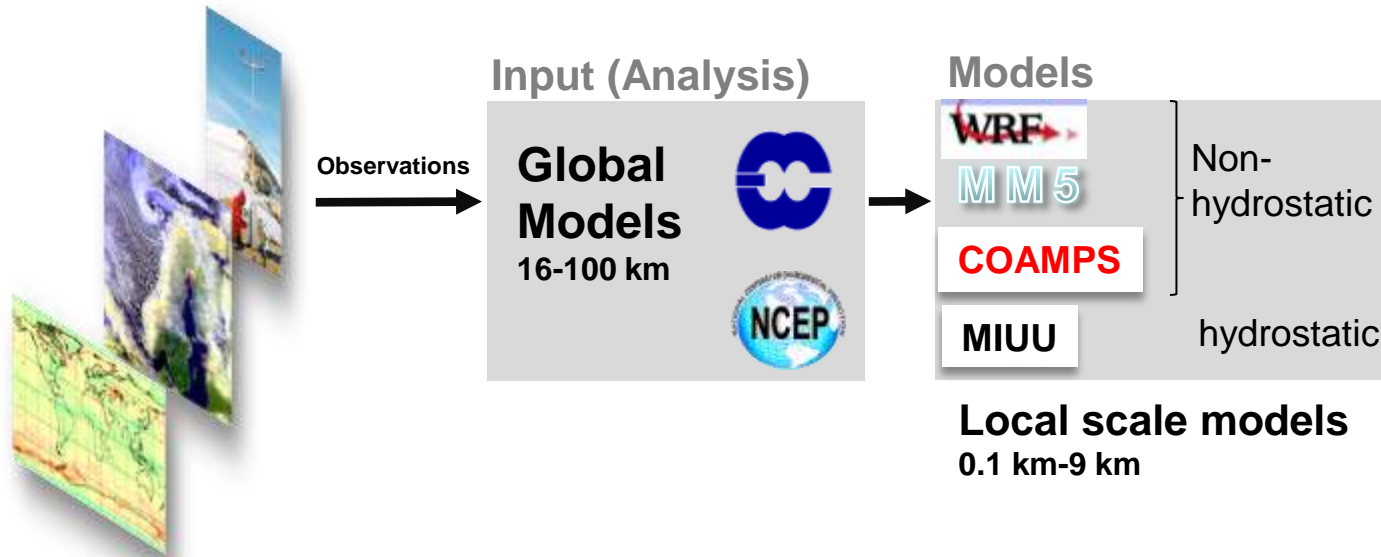 Observations
Input (Analysis)
Global
Models
16-100 km
NCEP
Models
WRF
MM5
COAMPS
MIUU
Non-
hydrostatic
hydrostatic
Local scale models
0.1 km-9 km